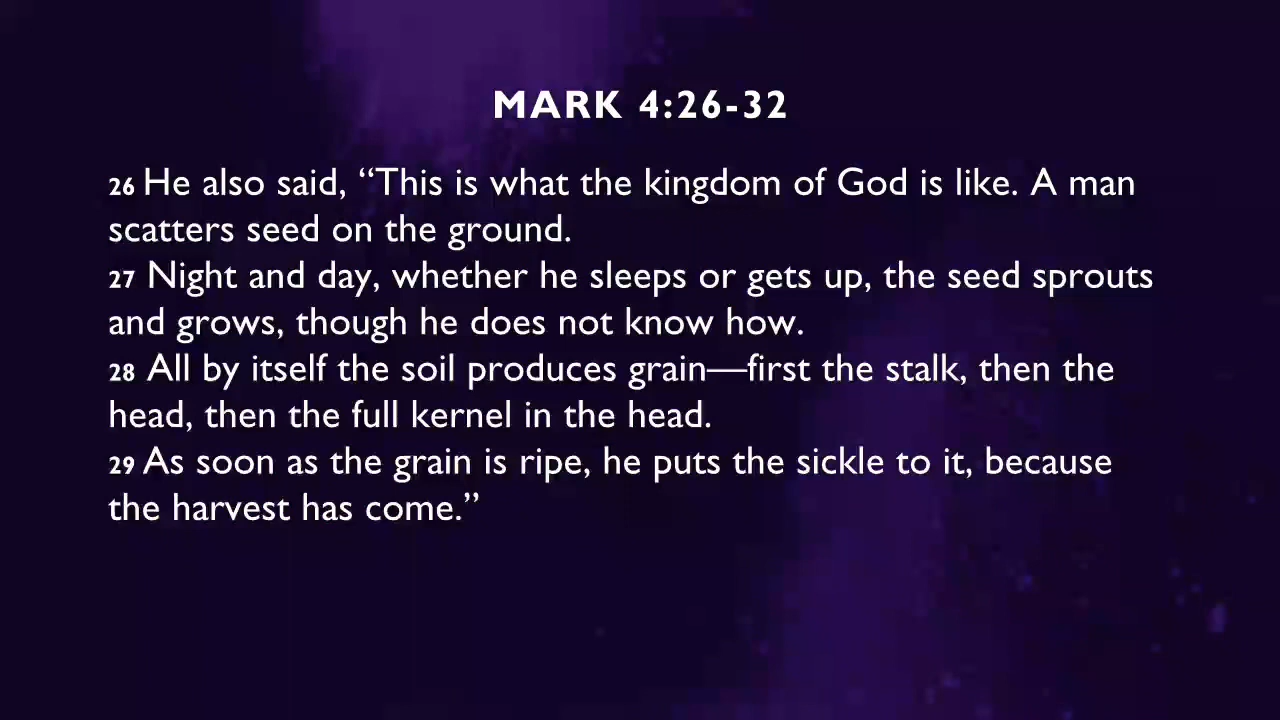 MARK 4:26-32
26 He also said, “This is what the kingdom of God is like. A man
scatters seed on the ground.
27 Night and day, whether he sleeps or gets up, the seed sprouts
and grows, though he does not know how.
28 All by itself the soil produces grain—first the stalk, then the
head, then the full kernel in the head.
29 As soon as the grain is ripe, he puts the sickle to it, because
the harvest has come.”